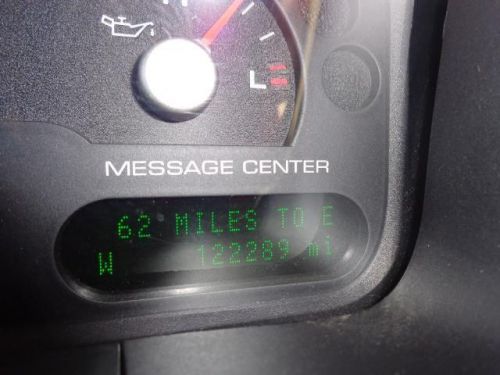 L
MESSAGE CENTER
62 MILES TO E
W 122289 mi